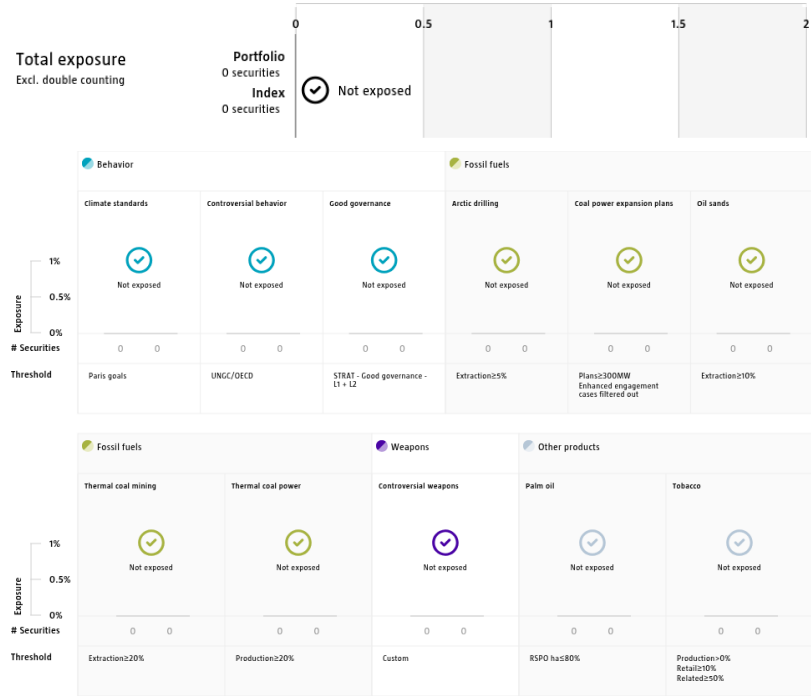 0 0.5 1 1.5 2
Total exposure
Excl. double counting
Portfolio
0 securities
Index
0 securities
Not exposed
Behavior Fossil fuels
Climate standards Controversial behavior Good governance Arctic drilling Coal power expansion plans Oil sands
Exposure
1%
0.5%
0%
Not exposed Not exposed Not exposed Not exposed Not exposed Not exposed
# Securities 0 0 0 0 0 0 0 0 0 0 0 0
Threshold Paris goals UNGC/OECD STRAT - Good governance - Extraction≥5% Plans≥300MW Extraction≥10%
L1 + L2 Enhanced engagement
cases filtered out
Fossil fuels Weapons Other products
Thermal coal mining Thermal coal power Controversial weapons Palm oil Tobacco
Exposure
1%
0.5%
0%
Not exposed Not exposed Not exposed Not exposed Not exposed
# Securities 0 0 0 0 0 0 0 0 0 0
Threshold Extraction≥20% Production≥20% Custom RSPO ha≤80% Production>0%
Retail≥10%
Related≥50%